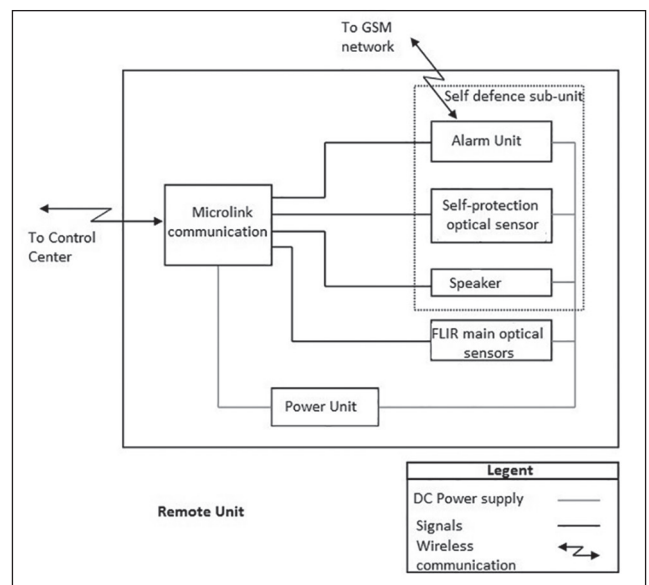 To GSM
network
Self defence sub-unit
Alarm Unit
Microlink
communication
Self-protection
optical sensor
To Control
Center
Speaker
FLIR main optical
sensors
Power Unit
Legent
DC Power supply
Signals
Wireless
communication
Remote Unit